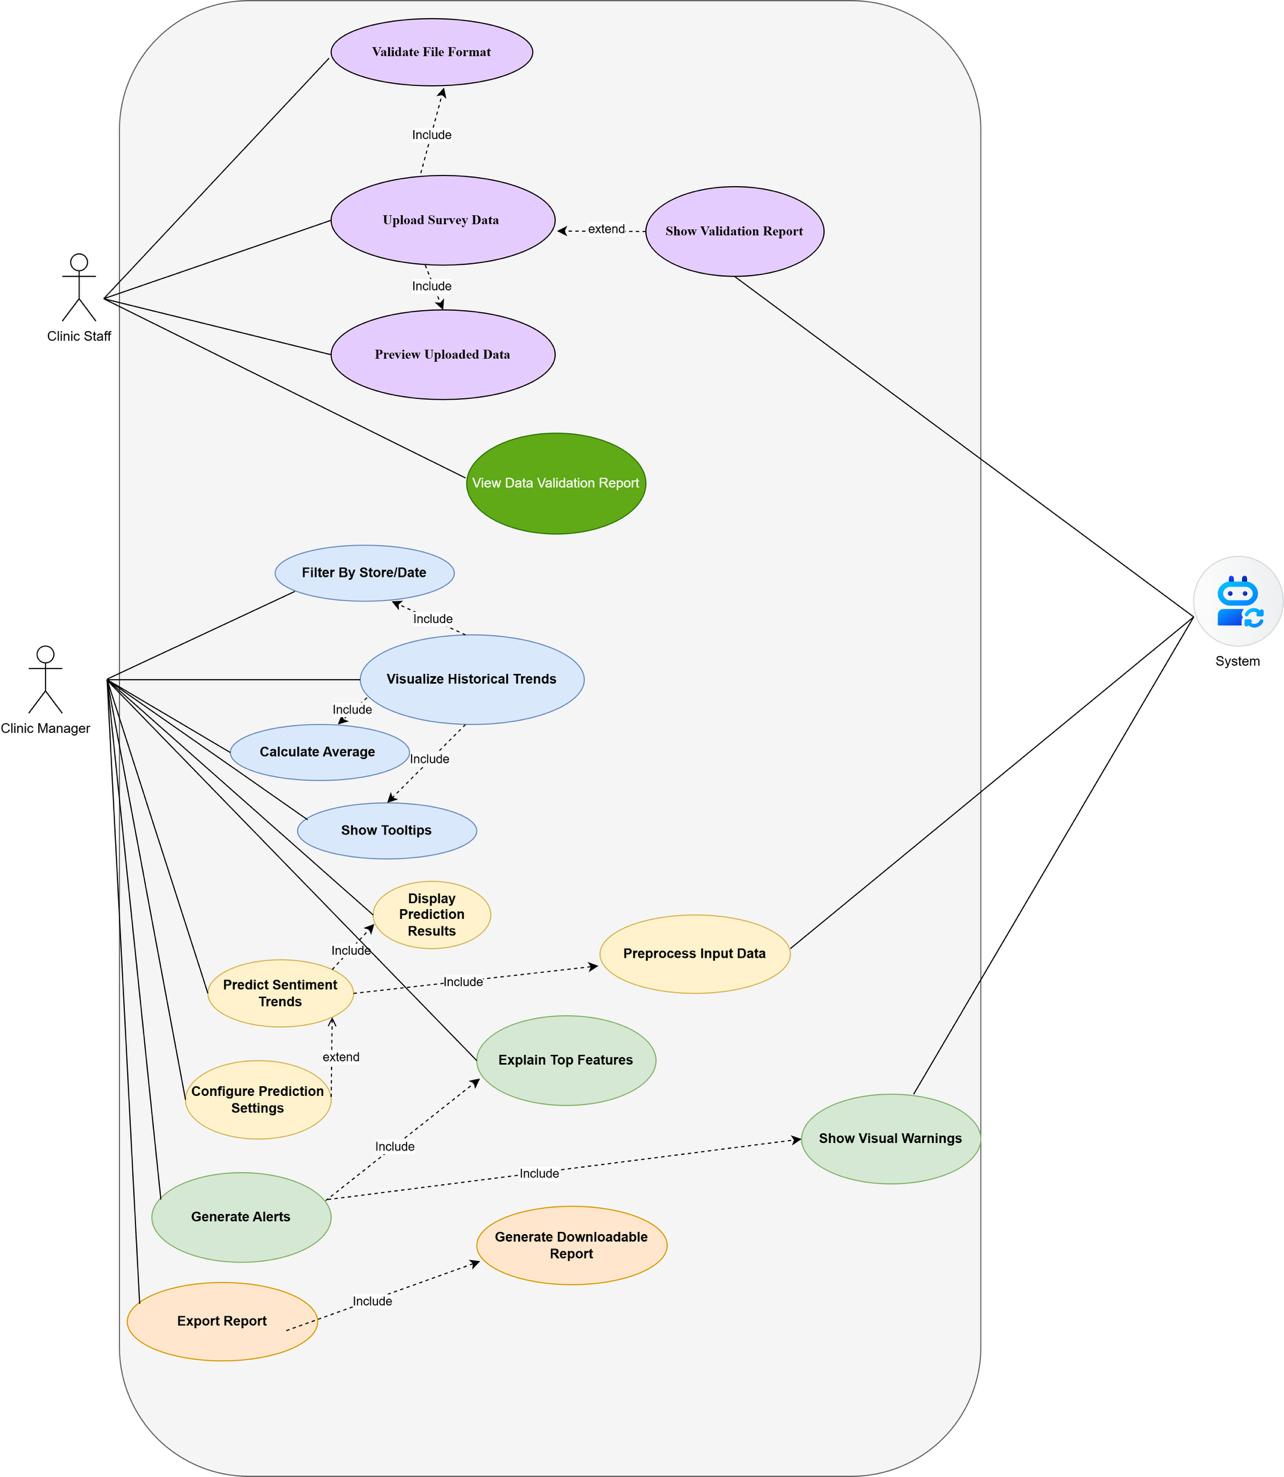 Validate File Format
Include
Upload Survey Data
extend
Show Validation Report
Include
Clinic Staff
Preview Uploaded Data
View Data Validation Report
Filter By Store/Date
Include
System
Visualize Historical Trends
Include
Clinic Manager
Calculate Average
Include
Show Tooltips
Display
Prediction
Results
Include
Preprocess Input Data
Include
Predict Sentiment
Trends
extend
Explain Top Features
Configure Prediction
Settings
Include
Show Visual Warnings
Include
Generate Alerts
Generate Downloadable
Report
Include
Export Report